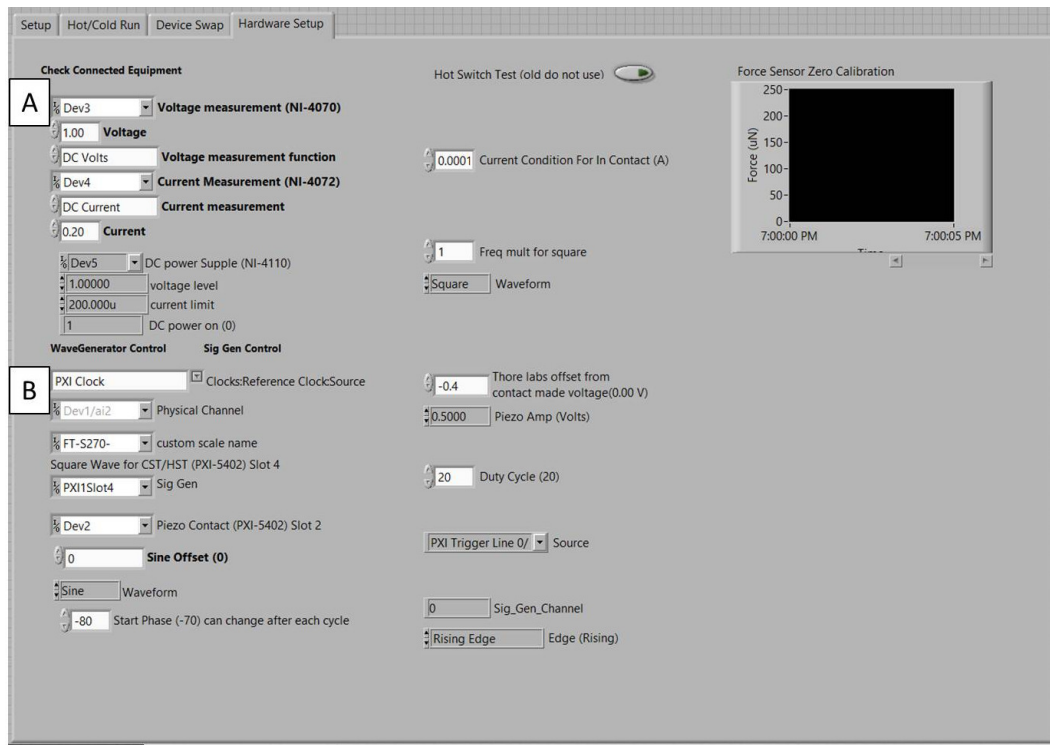 Setup Hot/Cold Run Device Swap Hardware Setup
Check Connected Equipment
A
Dev3 Voltage measurement (NI-4070)
1.00 Voltage
DC Volts Voltage measurement function
Dev4 Current Measurement (NI-4072)
DC Current Current measurement
0.20 Current
Dev5 DC power Supple (NI-4110)
1.00000 voltage level
200.000u current limit
1 DC power on (0)
WaveGenerator Control Sig Gen Control
B
PXI Clock Clocks:Reference Clock:Source
Dev1/ai2 Physical Channel
FT-S270- custom scale name
Square Wave for CST/HST (PXI-5402) Slot 4
PXI1Slot4 Sig Gen
Dev2 Piezo Contact (PXI-5402) Slot 2
0 Sine Offset (0)
Sine Waveform
-80 Start Phase (-70) can change after each cycle
Hot Switch Test (old do not use)
0.0001 Current Condition For In Contact (A)
1 Freq mult for square
Square Waveform
-0.4 Thore labs offset from
contact made voltage(0.00 V)
0.5000 Piezo Amp (Volts)
20 Duty Cycle (20)
PXI Trigger Line 0/ Source
0 Sig_Gen_Channel
Rising Edge Edge (Rising)
Force Sensor Zero Calibration
Force (uN)
250-
200-
150-
100-
50-
0-
7:00:00 PM 7:00:05 PM
Time